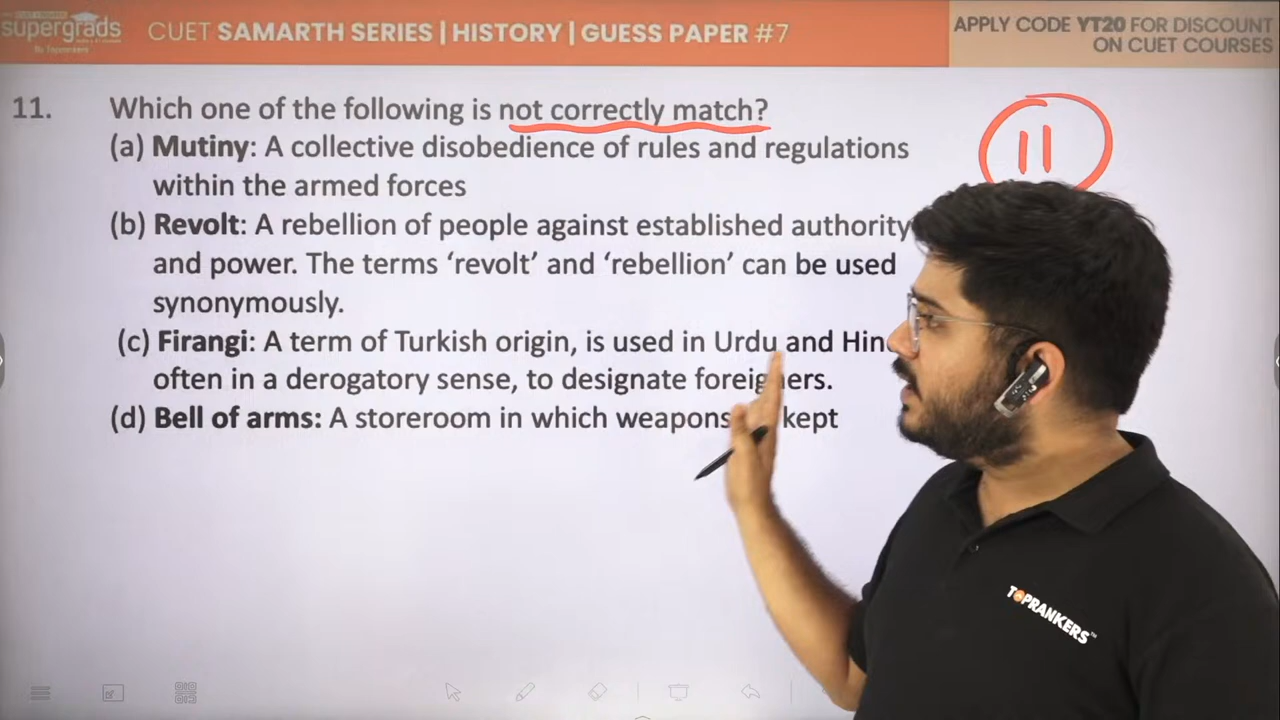 supergrads
By Toprankers
CUET SAMARTH SERIES | HISTORY | GUESS PAPER #7
APPLY CODE YT20 FOR DISCOUNT
ON CUET COURSES
11. Which one of the following is not correctly match?
11
(a) Mutiny: A collective disobedience of rules and regulations
within the armed forces
(b) Revolt: A rebellion of people against established authority
and power. The terms ‘revolt’ and ‘rebellion’ can be used
synonymously.
(c) Firangi: A term of Turkish origin, is used in Urdu and Hin
often in a derogatory sense, to designate foreigners.
(d) Bell of arms: A storeroom in which weapons kept
TOPRANKERS